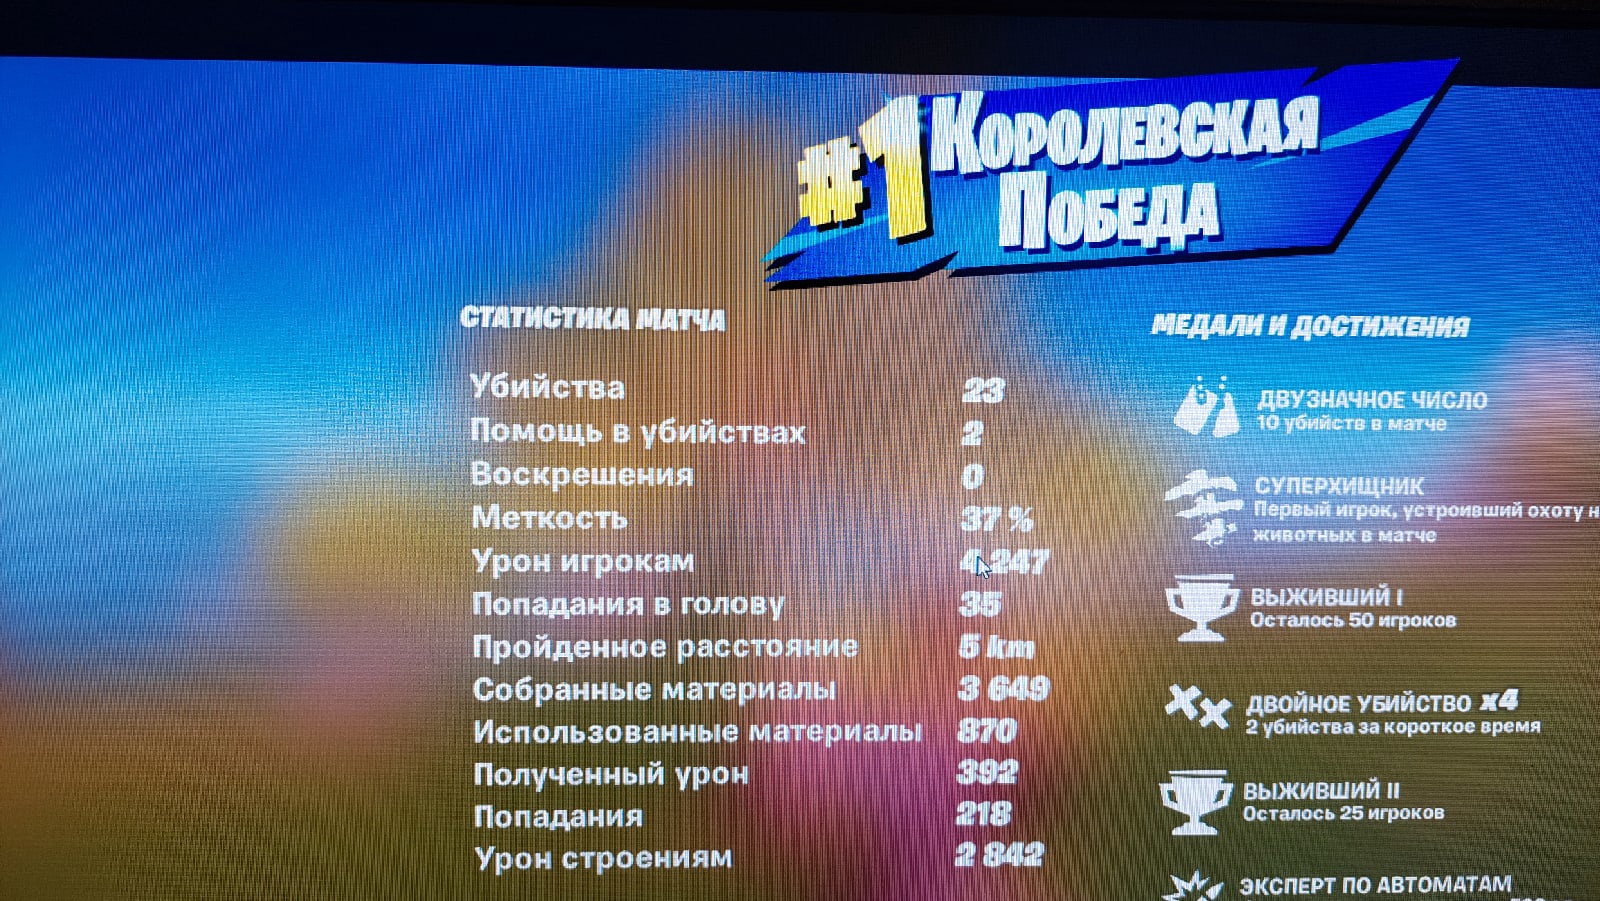 #1 Королевская
Победа
СТАТИСТИКА МАТЧА
Убийства 23
Помощь в убийствах 2
Воскрешения 0
Меткость 37 %
Урон игрокам 4 247
Попадания в голову 35
Пройденное расстояние 5 km
Собранные материалы 3 649
Использованные материалы 870
Полученный урон 392
Попадания 218
Урон строениям 2 842
МЕДАЛИ И ДОСТИЖЕНИЯ
ДВУЗНАЧНОЕ ЧИСЛО
10 убийств в матче
СУПЕРХИЩНИК
Первый игрок, устроивший охоту н
животных в матче
ВЫЖИВШИЙ I
Осталось 50 игроков
ДВОЙНОЕ УБИЙСТВО x4
2 убийства за короткое время
ВЫЖИВШИЙ II
Осталось 25 игроков
ЭКСПЕРТ ПО АВТОМАТАМ